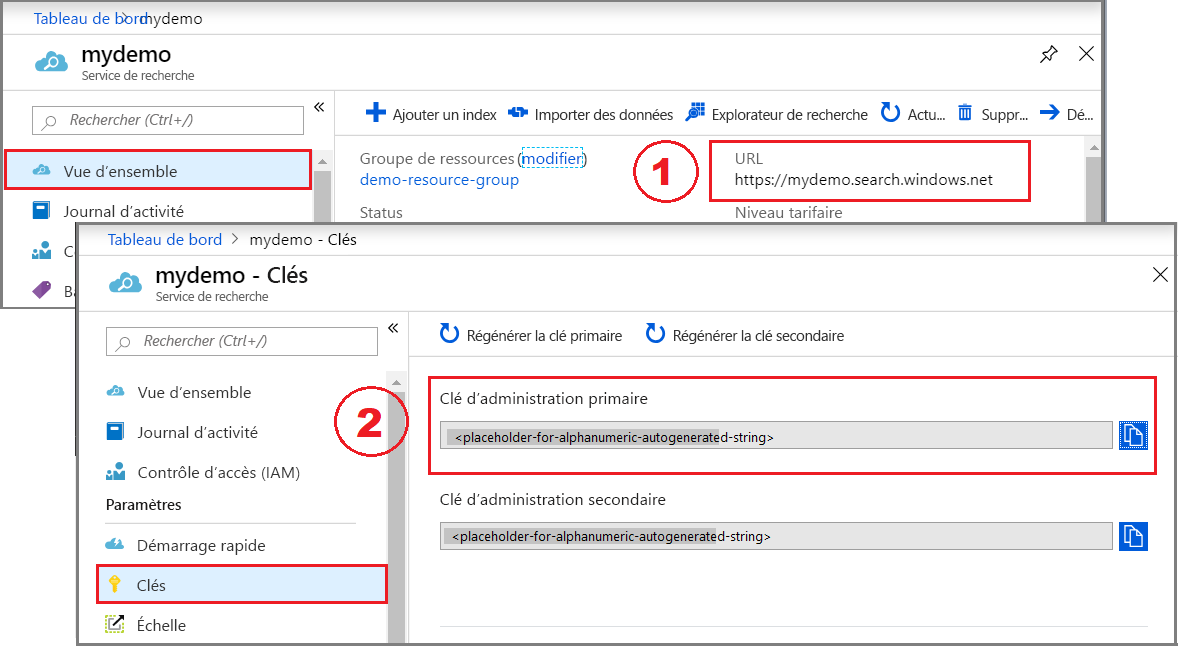 Tableau de bord mydemo
mydemo
Service de recherche
Rechercher (Ctrl+/)
«
Ajouter un index
Importer des données
Explorateur de recherche
Actu...
Suppr...
Dé...
Vue d'ensemble
Journal d'activité
C
Ba
Groupe de ressources (modifier)
demo-resource-group
Status
1
URL
https://mydemo.search.windows.net
Niveau tarifaire
Tableau de bord > mydemo - Clés
mydemo - Clés
Service de recherche
Rechercher (Ctrl+/)
«
Régénérer la clé primaire
Régénérer la clé secondaire
Vue d'ensemble
Journal d'activité
Contrôle d'accès (IAM)
Paramètres
Démarrage rapide
Clés
Échelle
2
Clé d'administration primaire
<placeholder-for-alphanumeric-autogenerated-string>
Clé d'administration secondaire
<placeholder-for-alphanumeric-autogenerated-string>